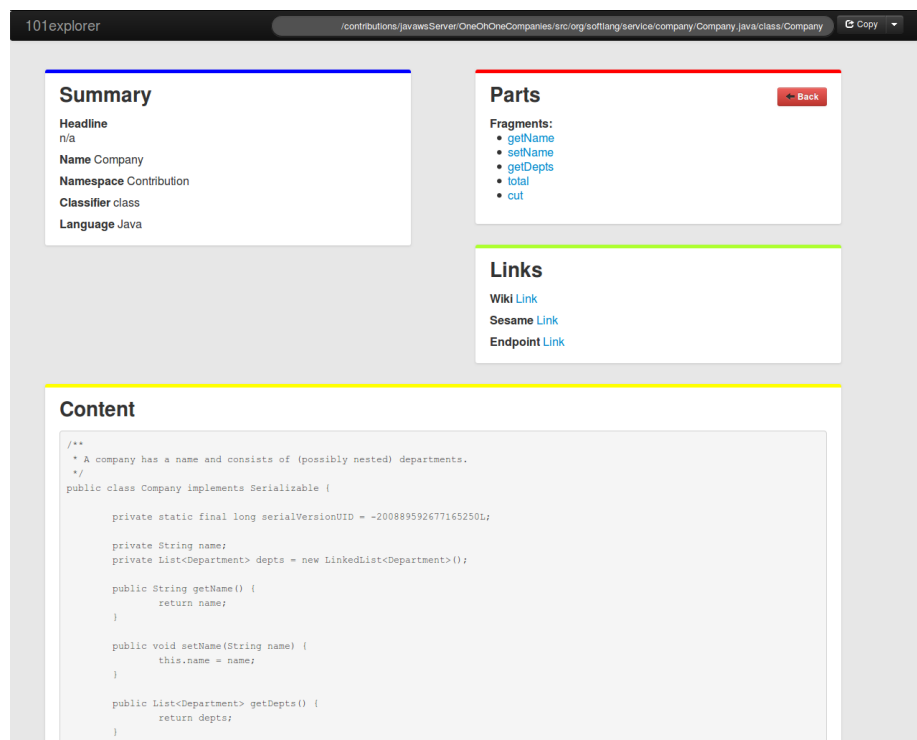 101explorer
/contributions/javawsServer/OneOhOneCompanies/src/org/softlang/service/company/Company.java/class/Company
Copy
Summary
Headline
n/a
Name Company
Namespace Contribution
Classifier class
Language Java
Parts
Back
Fragments:
• getName
• setName
• getDepts
• total
• cut
Links
Wiki Link
Sesame Link
Endpoint Link
Content
/**
 * A company has a name and consists of (possibly nested) departments.
 */
public class Company implements Serializable {
private static final long serialVersionUID = -200889592677165250L;
private String name;
private List<Department> depts = new LinkedList<Department>();
public String getName() {
return name;
}
public void setName(String name) {
this.name = name;
}
public List<Department> getDepts() {
return depts;
}